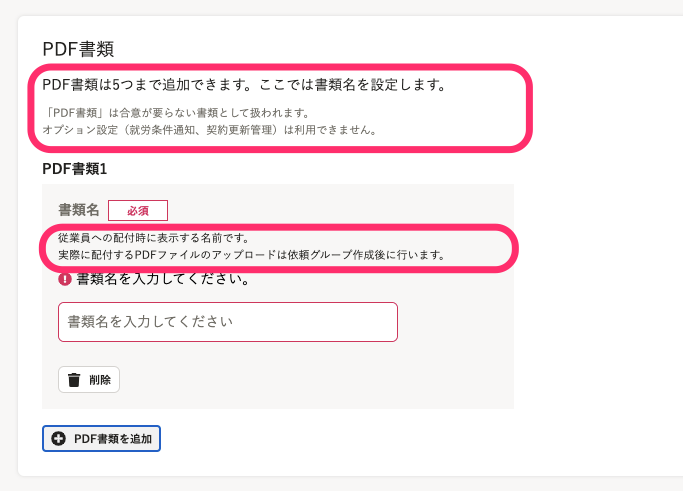 PDF書類
PDF書類は5つまで追加できます。ここでは書類名を設定します。
「PDF書類」は合意が要らない書類として扱われます。
オプション設定（就労条件通知、契約更新管理）は利用できません。
PDF書類1
書類名 必須
従業員への配付時に表示する名前です。
実際に配付するPDFファイルのアップロードは依頼グループ作成後に行います。
書類名を入力してください。
書類名を入力してください
削除
PDF書類を追加